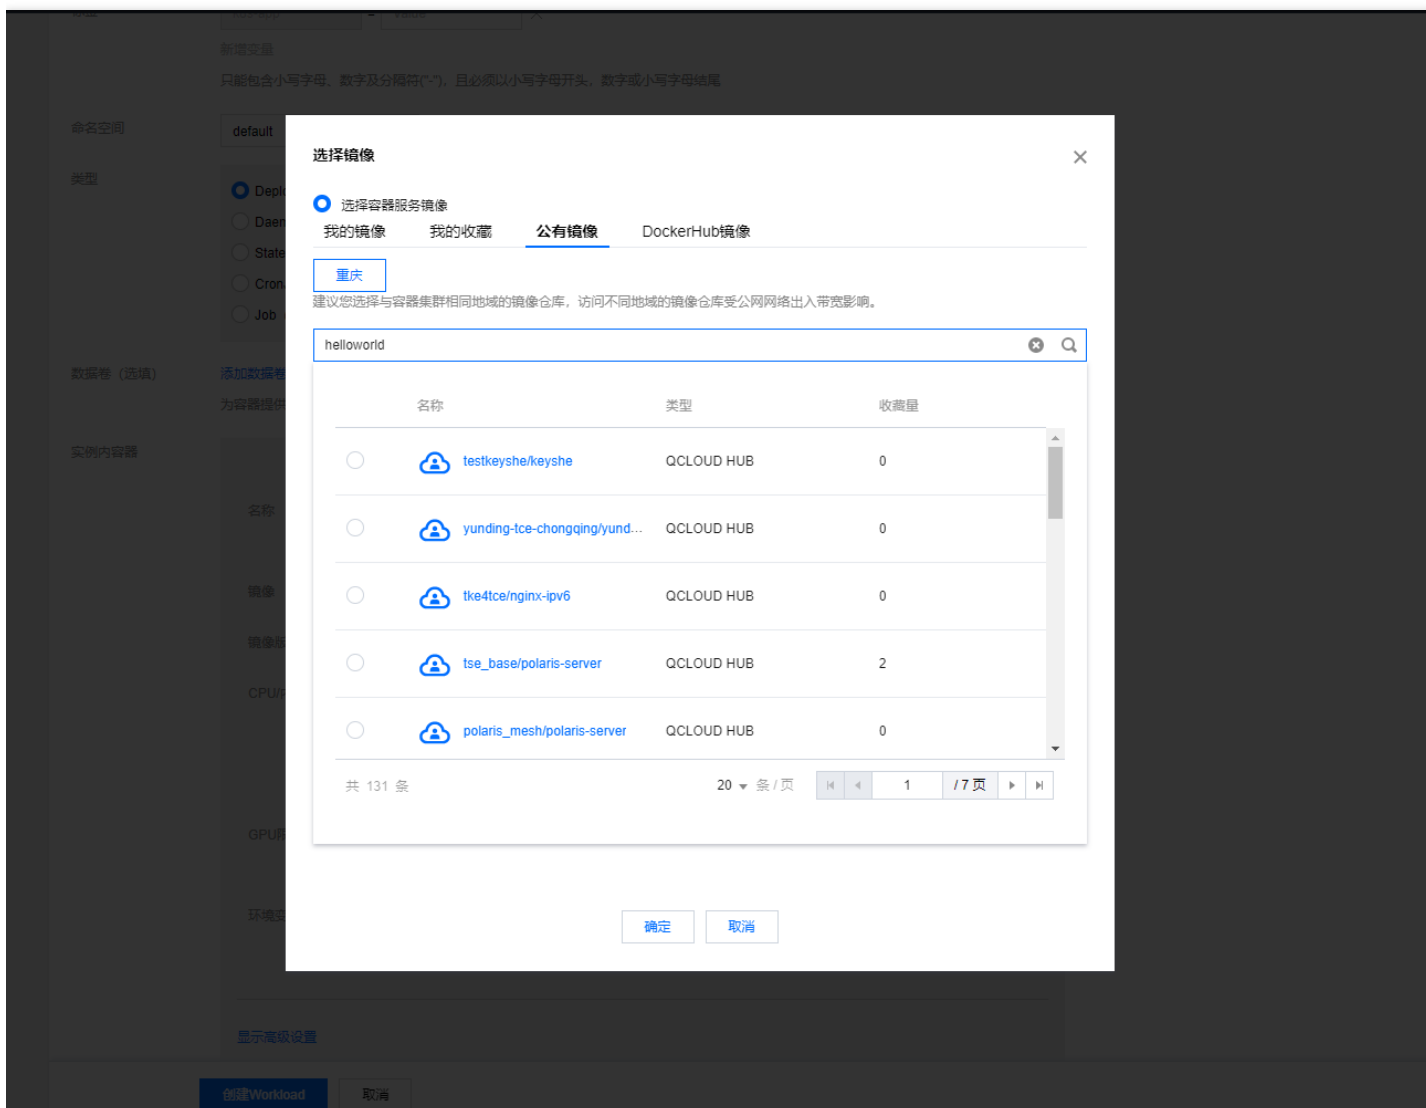 新增变量
只能包含小写字母、数字及分隔符("-")，且必须以小写字母开头，数字或小写字母结尾
命名空间
default
类型
Deplo
Daem
State
Cron
Job
数据卷（选填）
添加数据卷
为容器提供
实例内容器
名称
镜像
镜像版
CPU/
GPU
环境变
显示高级设置
创建Workload
取消
选择镜像
选择容器服务镜像
我的镜像 我的收藏 公有镜像 DockerHub镜像
重庆
建议您选择与容器集群相同地域的镜像仓库，访问不同地域的镜像仓库受公网网络出入带宽影响。
helloworld
名称 类型 收藏量
testkeyshe/keyshe QCLOUD HUB 0
yunding-tce-chongqing/yund... QCLOUD HUB 0
tke4tce/nginx-ipv6 QCLOUD HUB 0
tse_base/polaris-server QCLOUD HUB 2
polaris_mesh/polaris-server QCLOUD HUB 0
共 131 条 20 条 / 页 1 / 7 页
确定 取消